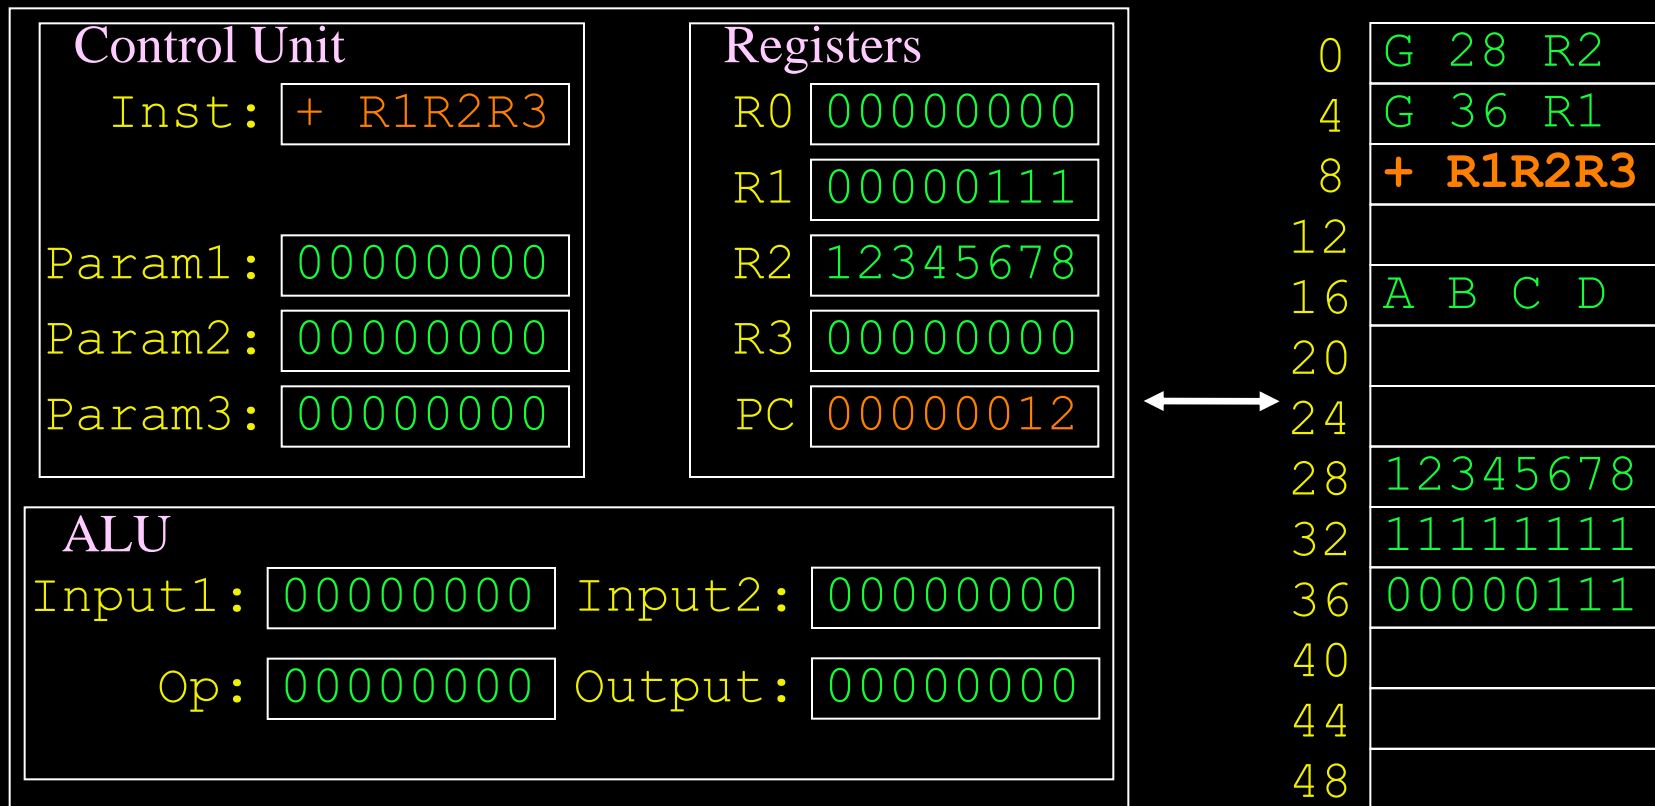 Control Unit
Inst: + R1R2R3
Param1: 00000000
Param2: 00000000
Param3: 00000000
Registers
R0 00000000
R1 00000111
R2 12345678
R3 00000000
PC 00000012
ALU
Input1: 00000000 Input2: 00000000
Op: 00000000 Output: 00000000
0 G 28 R2
4 G 36 R1
8 + R1R2R3
12
16 A B C D
20
24
28 12345678
32 11111111
36 00000111
40
44
48